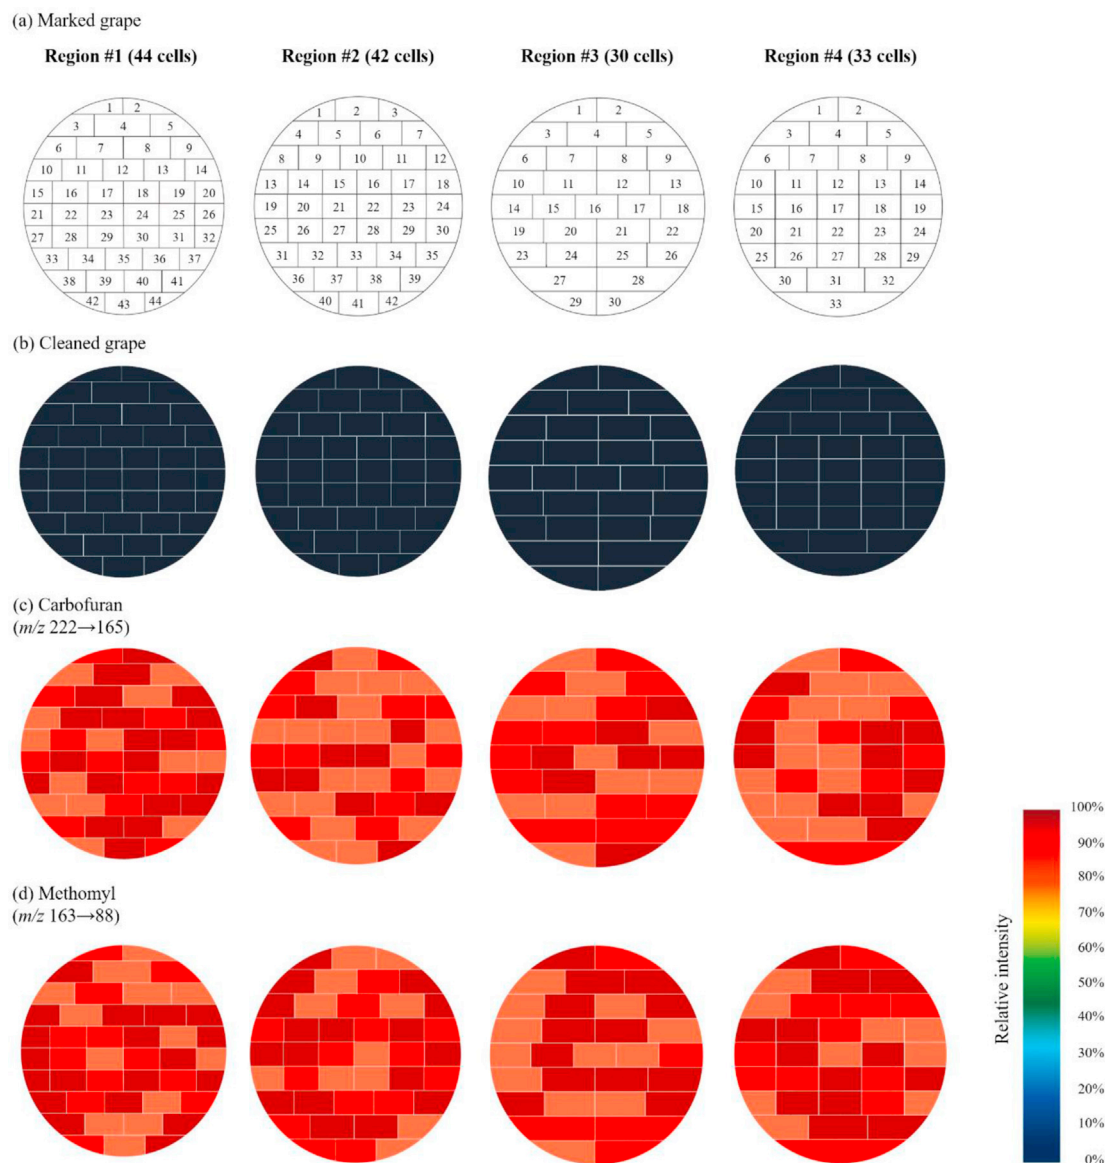 (a) Marked grape
Region #1 (44 cells) Region #2 (42 cells) Region #3 (30 cells) Region #4 (33 cells)
1 2 1 2 3 1 2 1 2
3 4 5 4 5 6 7 3 4 5 3 4 5
6 7 8 9 8 9 10 11 12 6 7 8 9 6 7 8 9
10 11 12 13 14 13 14 15 16 17 18 10 11 12 13 10 11 12 13 14
15 16 17 18 19 20 19 20 21 22 23 24 14 15 16 17 18 15 16 17 18 19
21 22 23 24 25 26 25 26 27 28 29 30 19 20 21 22 20 21 22 23 24
27 28 29 30 31 32 31 32 33 34 35 23 24 25 26 25 26 27 28 29
33 34 35 36 37 36 37 38 39 27 28 30 31 32
38 39 40 41 40 41 42 29 30 33
42 43 44
(b) Cleaned grape
(c) Carbofuran
(m/z 222→165)
(d) Methomyl
(m/z 163→88)
Relative intensity
100%
90%
80%
70%
60%
50%
40%
30%
20%
10%
0%